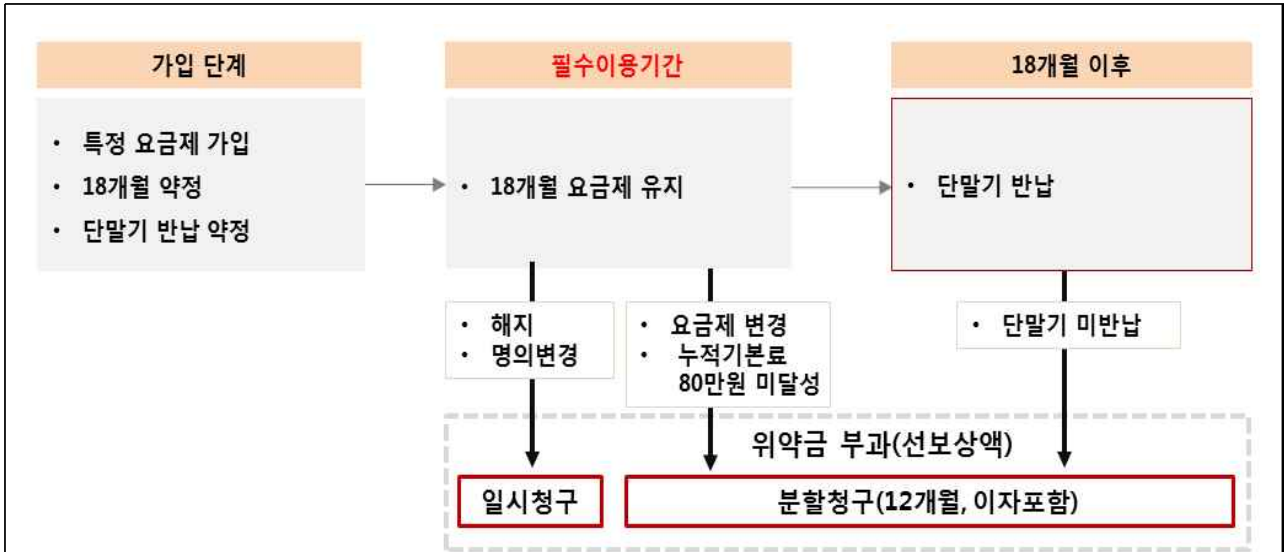 가입 단계
• 특정 요금제 가입
• 18개월 약정
• 단말기 반납 약정
필수이용기간
• 18개월 요금제 유지
18개월 이후
• 단말기 반납
• 해지
• 명의변경
• 요금제 변경
• 누적기본료
80만원 미달성
• 단말기 미반납
위약금 부과(선보상액)
일시청구
분할청구(12개월, 이자포함)